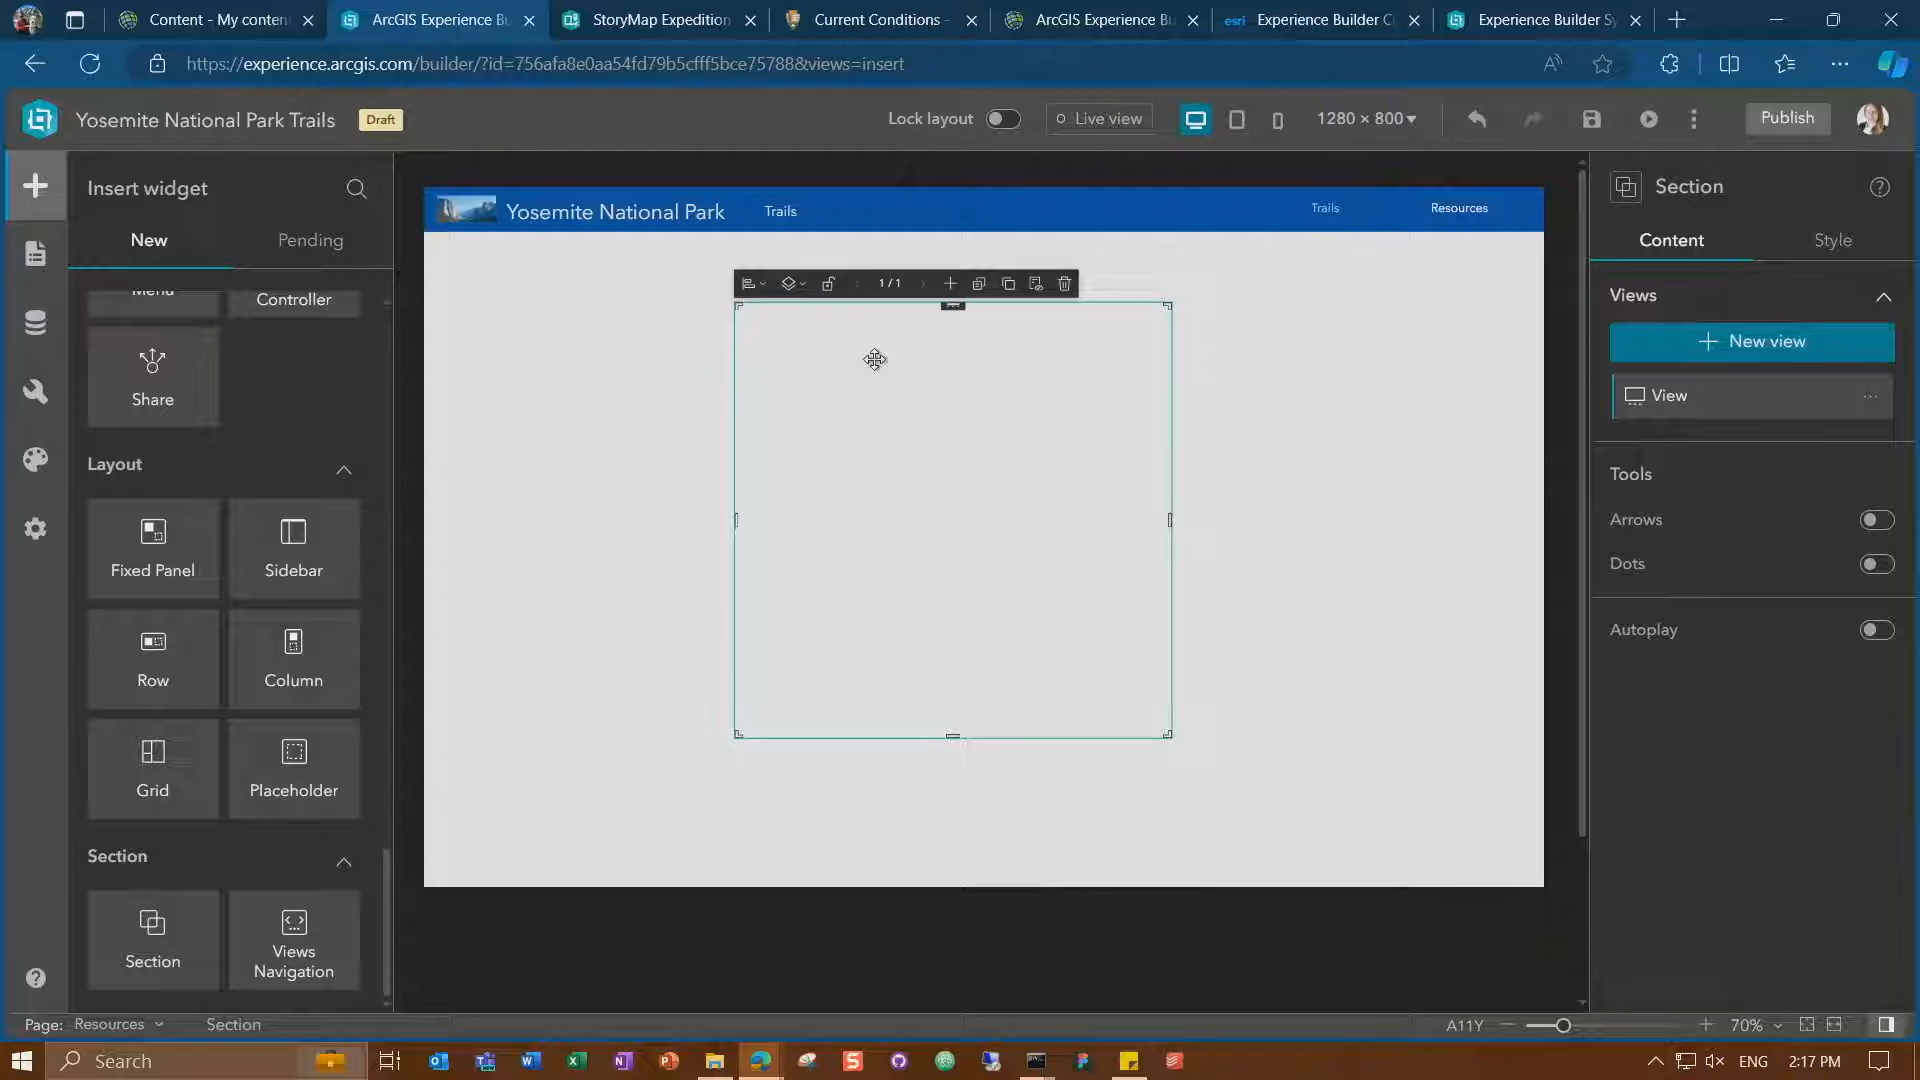 Content - My conten
ArcGIS Experience Bu
StoryMap Expedition
Current Conditions -
ArcGIS Experience Bu
esri Experience Builder C
Experience Builder Sy
https://experience.arcgis.com/builder/?id=756afa8e0aa54fd79b5cfff5bce75788&views=insert
Yosemite National Park Trails
Draft
Lock layout
Live view
1280 × 800
Publish
Insert widget
New
Pending
Menu
Controller
Share
Layout
Fixed Panel
Sidebar
Row
Column
Grid
Placeholder
Section
Section
Views
Navigation
Yosemite National Park
Trails
Trails
Resources
1 / 1
Section
Content
Style
Views
New view
View
Tools
Arrows
Dots
Autoplay
Page: Resources
Section
A11Y
70%
Search
ENG
2:17 PM